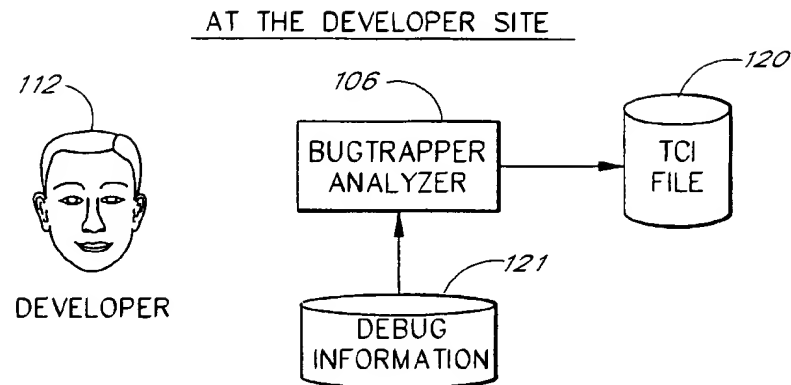 AT THE DEVELOPER SITE
112
106
120
BUGTRAPPER
ANALYZER
TCI
FILE
121
DEVELOPER
DEBUG
INFORMATION